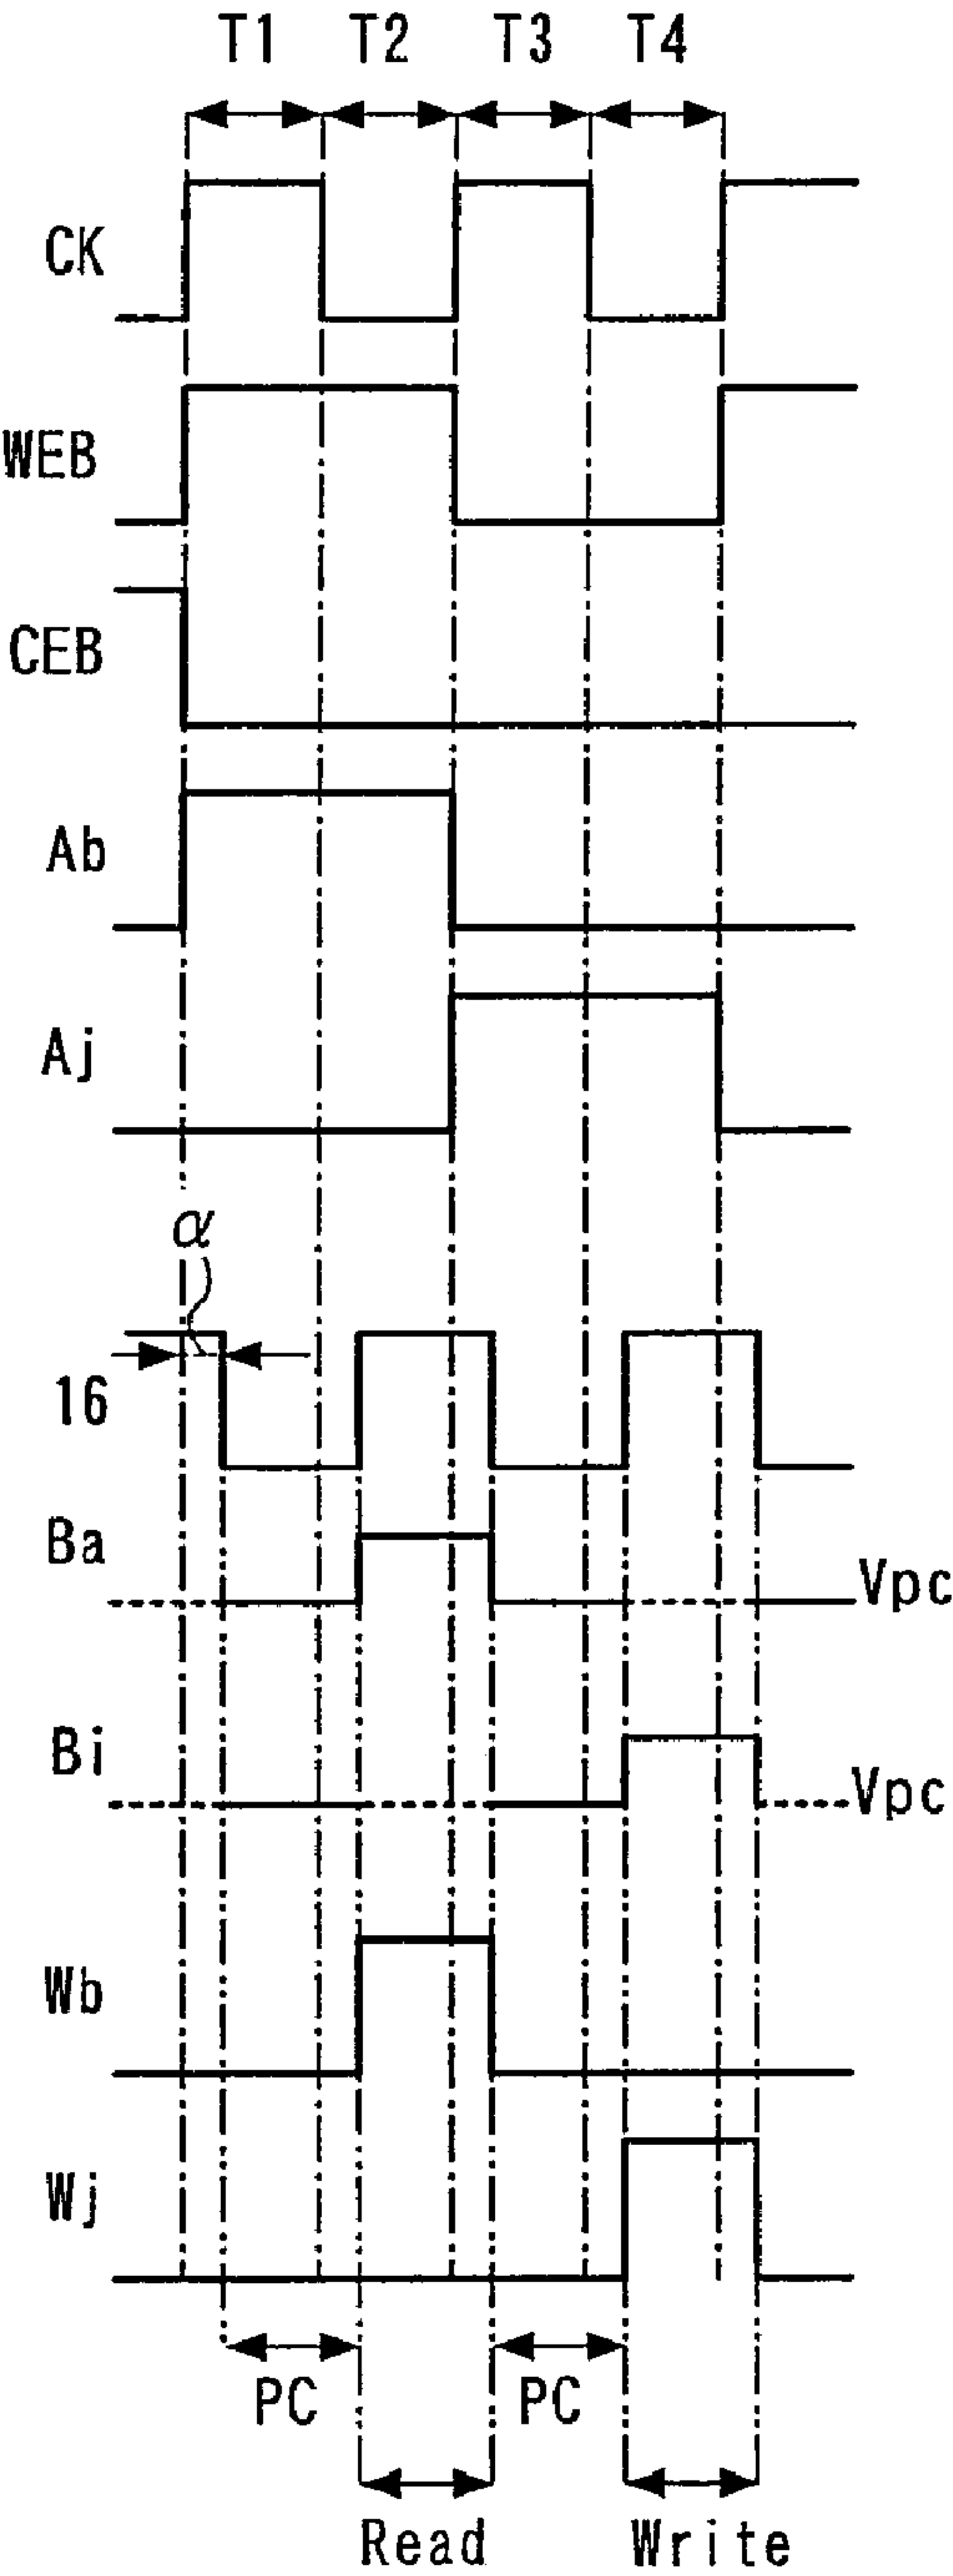 T1 T2 T3 T4
CK
WEB
CEB
Ab
Aj
α
16
Ba
Vpc
Bi
Vpc
Wb
Wj
PC PC
Read Write